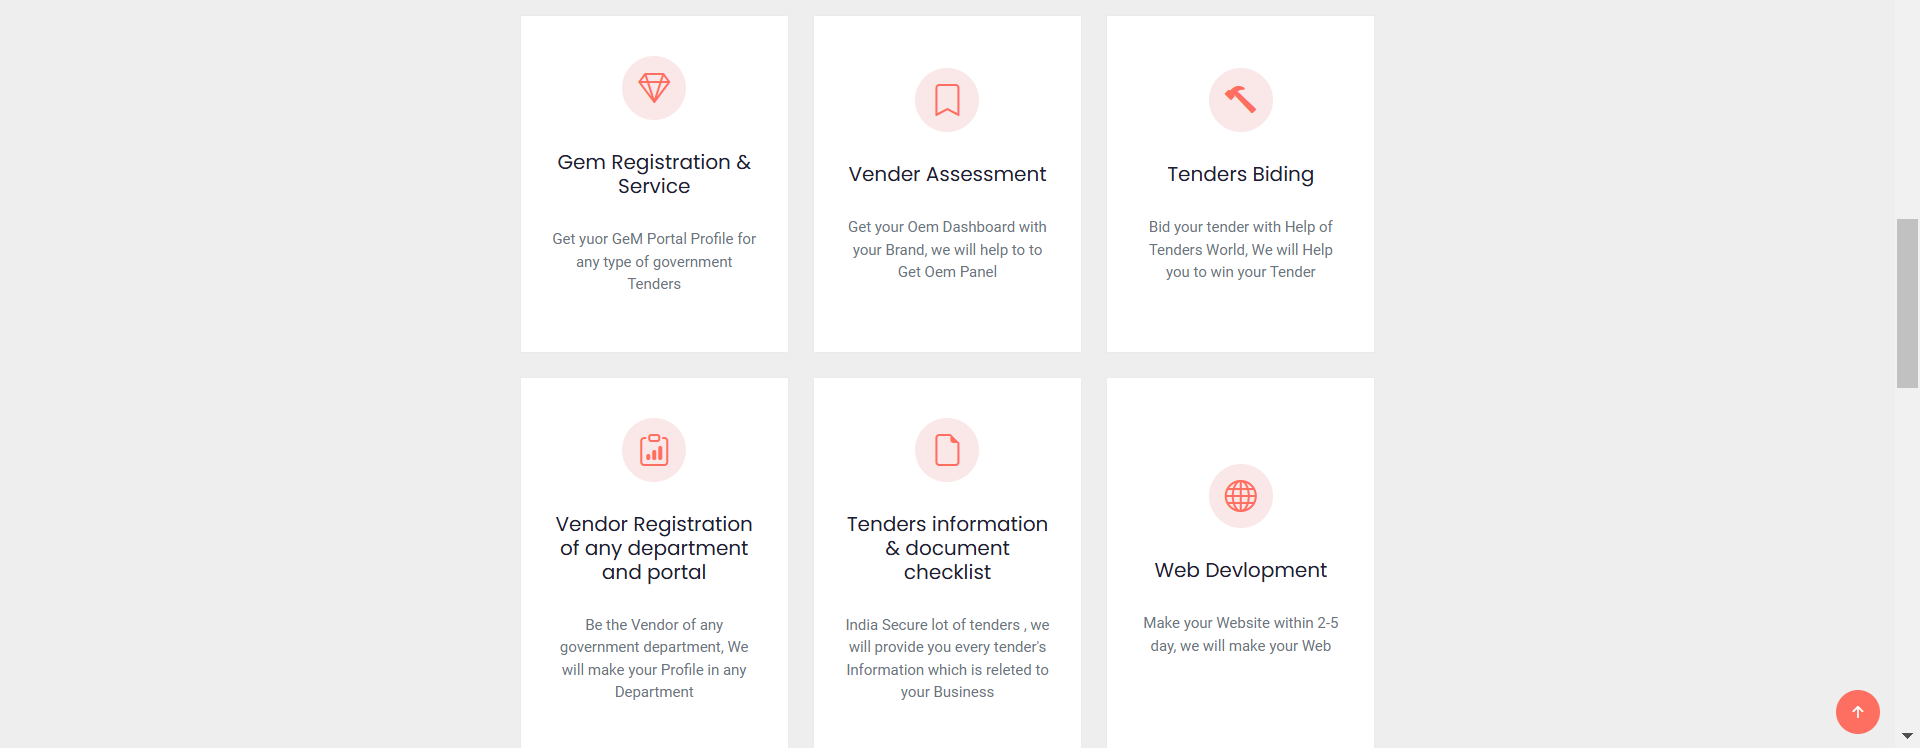 Gem Registration &
Service
Get yuor GeM Portal Profile for
any type of government
Tenders
Vender Assessment
Get your Oem Dashboard with
your Brand, we will help to to
Get Oem Panel
Tenders Biding
Bid your tender with Help of
Tenders World, We will Help
you to win your Tender
Vendor Registration
of any department
and portal
Be the Vendor of any
government department, We
will make your Profile in any
Department
Tenders information
& document
checklist
India Secure lot of tenders , we
will provide you every tender's
Information which is releted to
your Business
Web Devlopment
Make your Website within 2-5
day, we will make your Web